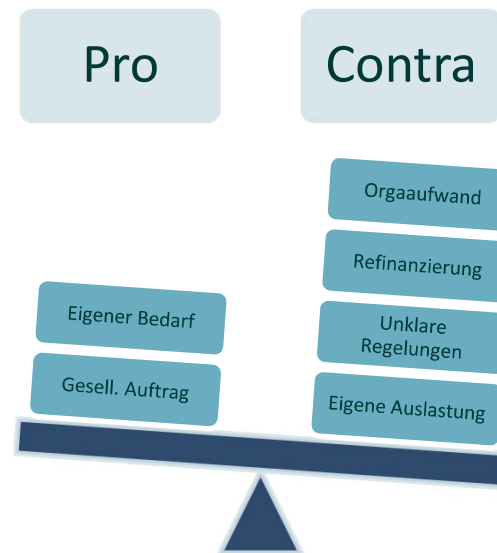 Pro
Contra
Orgaaufwand
Refinanzierung
Unklare
Regelungen
Eigene Auslastung
Eigener Bedarf
Gesell. Auftrag